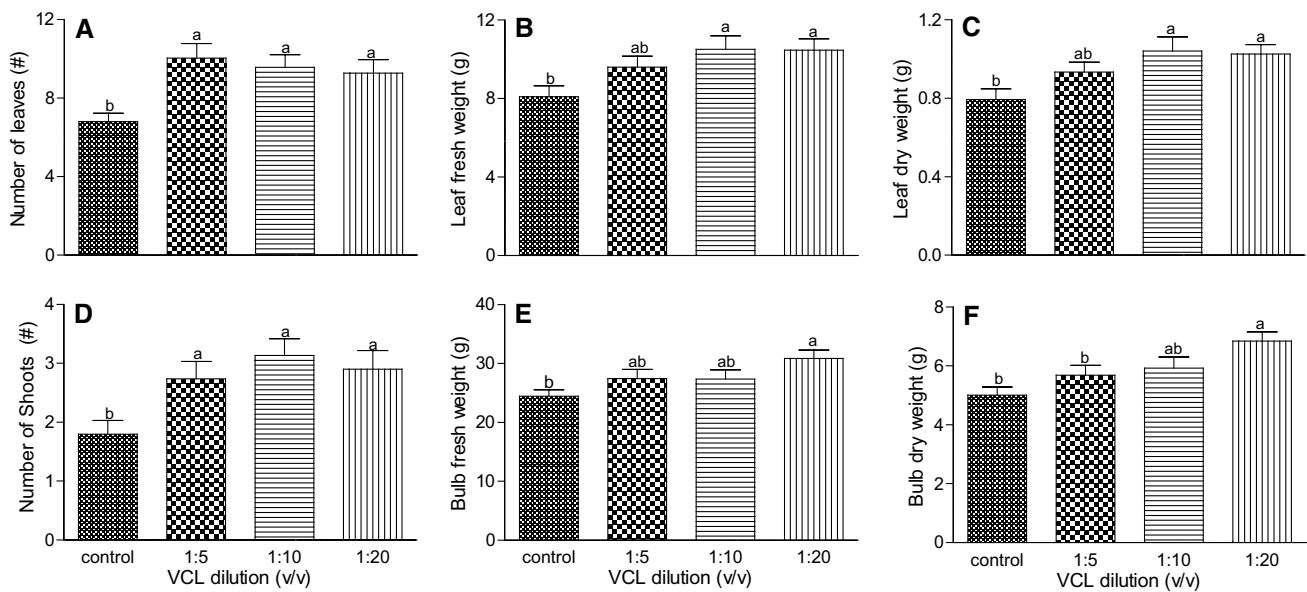 A
Number of leaves (#)
12
8
4
0
b
a
a
a
B
Leaf fresh weight (g)
12
8
4
0
b
ab
a
a
C
Leaf dry weight (g)
1.2
0.8
0.4
0.0
b
ab
a
a
D
Number of Shoots (#)
4
3
2
1
0
b
a
a
a
control 1:5 1:10 1:20
VCL dilution (v/v)
E
Bulb fresh weight (g)
40
30
20
10
0
b
ab
ab
a
control 1:5 1:10 1:20
VCL dilution (v/v)
F
Bulb dry weight (g)
8
6
4
2
0
b
b
ab
a
control 1:5 1:10 1:20
VCL dilution (v/v)